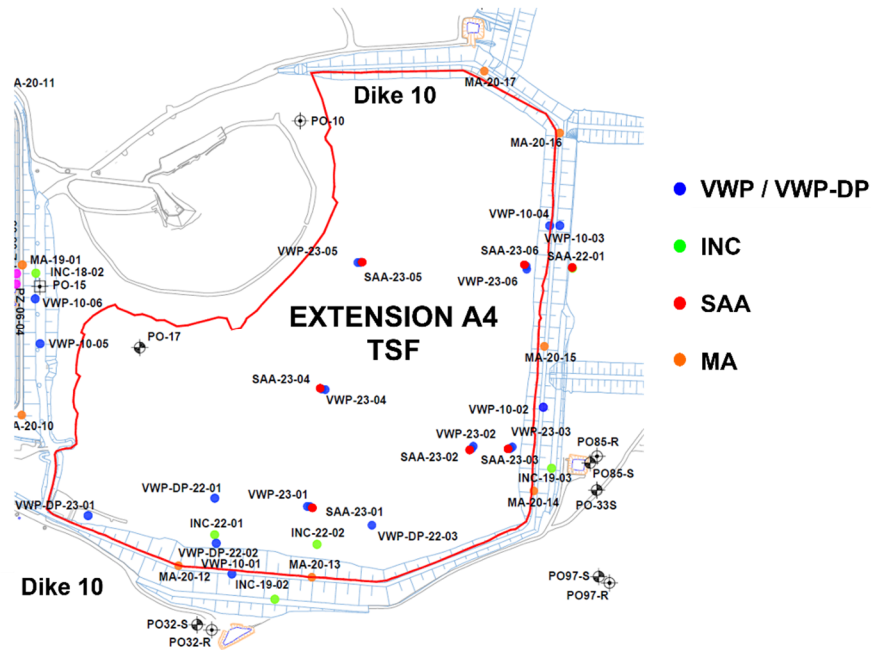 A-20-11
Dike 10
MA-20-17
PO-10
MA-20-16
VWP-10-04
VWP-10-03
VWP-23-05
SAA-23-05
SAA-23-06
SAA-22-01
VWP-23-06
MA-19-01
INC-18-02
PO-15
VWP-10-06
PZ-06-04
EXTENSION A4
TSF
PO-17
VWP-10-05
MA-20-15
SAA-23-04
VWP-23-04
VWP-10-02
A-20-10
VWP-23-02
VWP-23-03
SAA-23-02
SAA-23-03
PO85-R
PO85-S
INC-19-03
MA-20-14
PO-33S
VWP-DP-22-01
VWP-23-01
VWP-DP-23-01
SAA-23-01
INC-22-01
INC-22-02
VWP-DP-22-03
VWP-DP-22-02
VWP-10-01
MA-20-13
MA-20-12
INC-19-02
Dike 10
PO97-S
PO97-R
PO32-S
PO32-R
VWP / VWP-DP
INC
SAA
MA